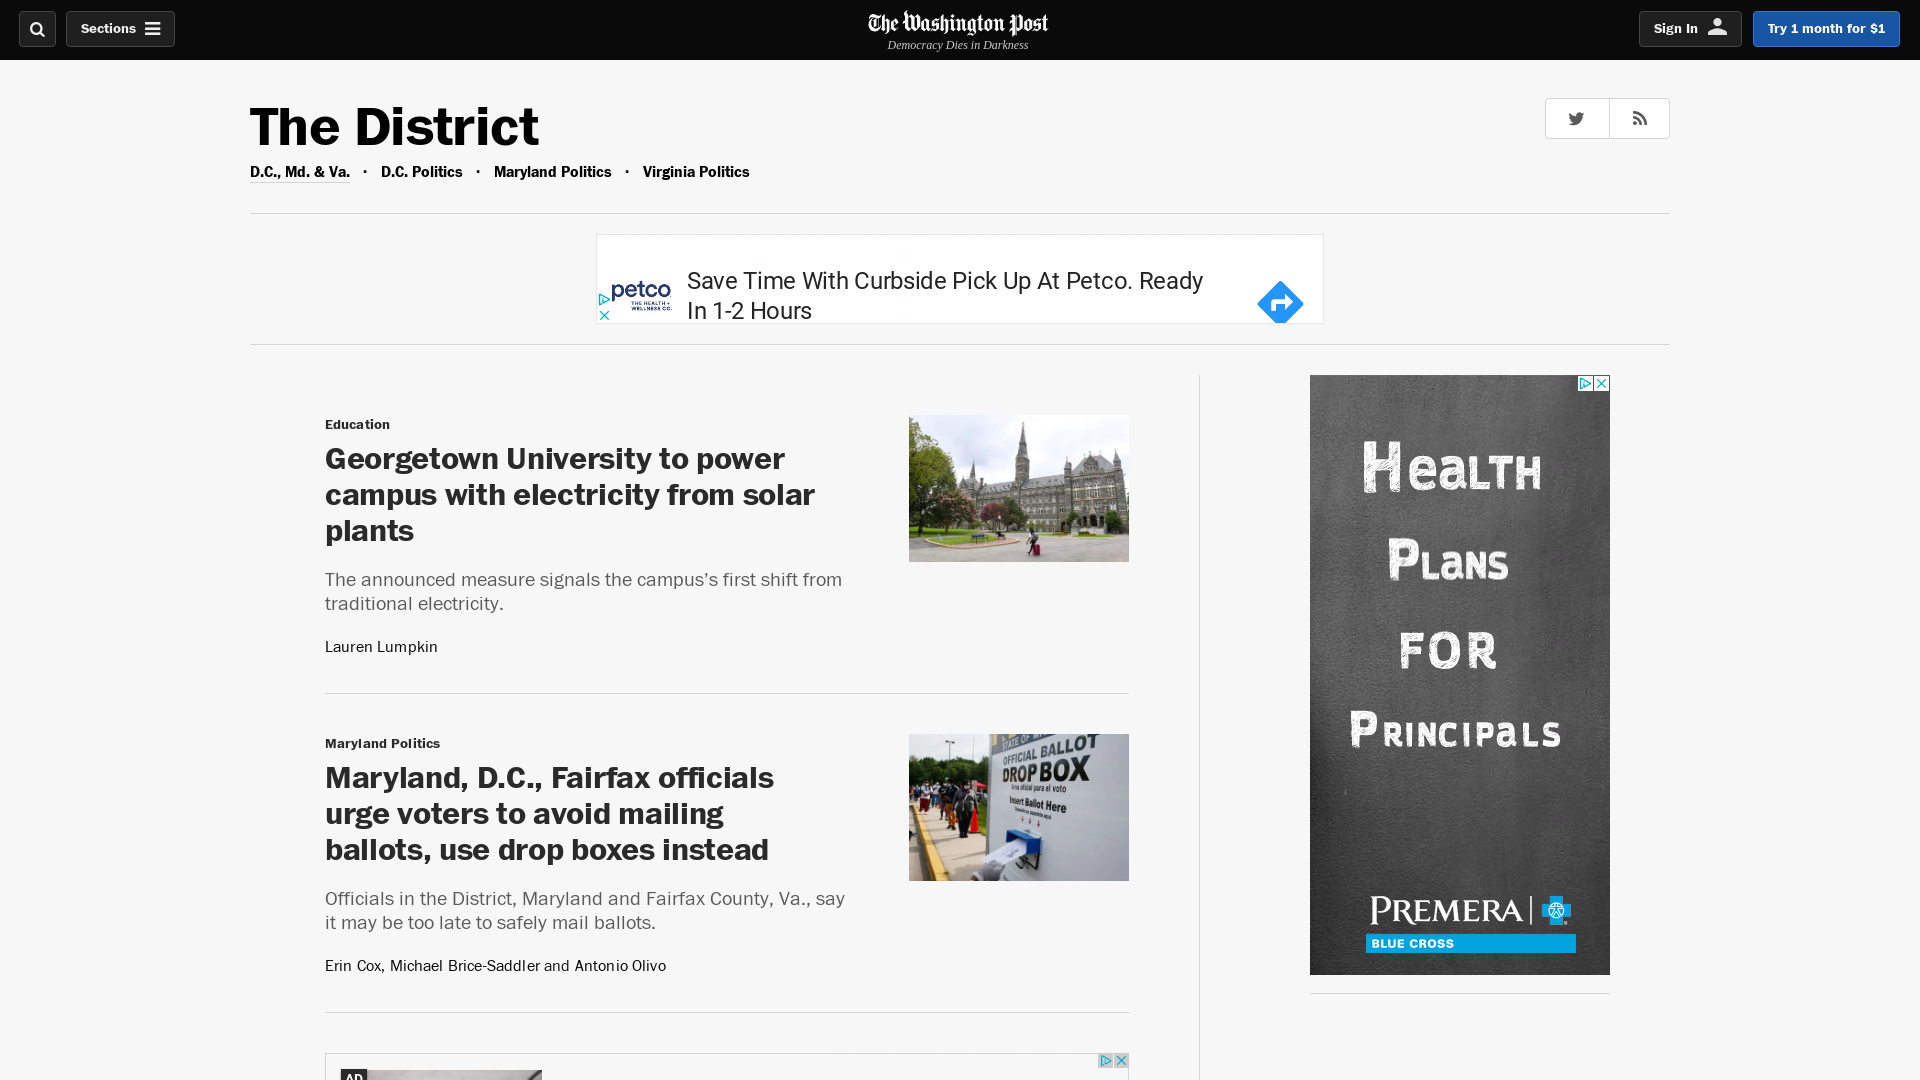 Sections
The Washington Post
Democracy Dies in Darkness
Sign In
Try 1 month for $1
The District
D.C., Md. & Va. · D.C. Politics · Maryland Politics · Virginia Politics
petco
THE HEALTH +
WELLNESS CO.
Save Time With Curbside Pick Up At Petco. Ready
In 1-2 Hours
Education
Georgetown University to power
campus with electricity from solar
plants
The announced measure signals the campus’s first shift from
traditional electricity.
Lauren Lumpkin
Maryland Politics
Maryland, D.C., Fairfax officials
urge voters to avoid mailing
ballots, use drop boxes instead
Officials in the District, Maryland and Fairfax County, Va., say
it may be too late to safely mail ballots.
Erin Cox, Michael Brice-Saddler and Antonio Olivo
OFFICIAL BALLOT
DROP BOX
Insert Ballot Here
AD
Health
Plans
for
Principals
PREMERA
BLUE CROSS